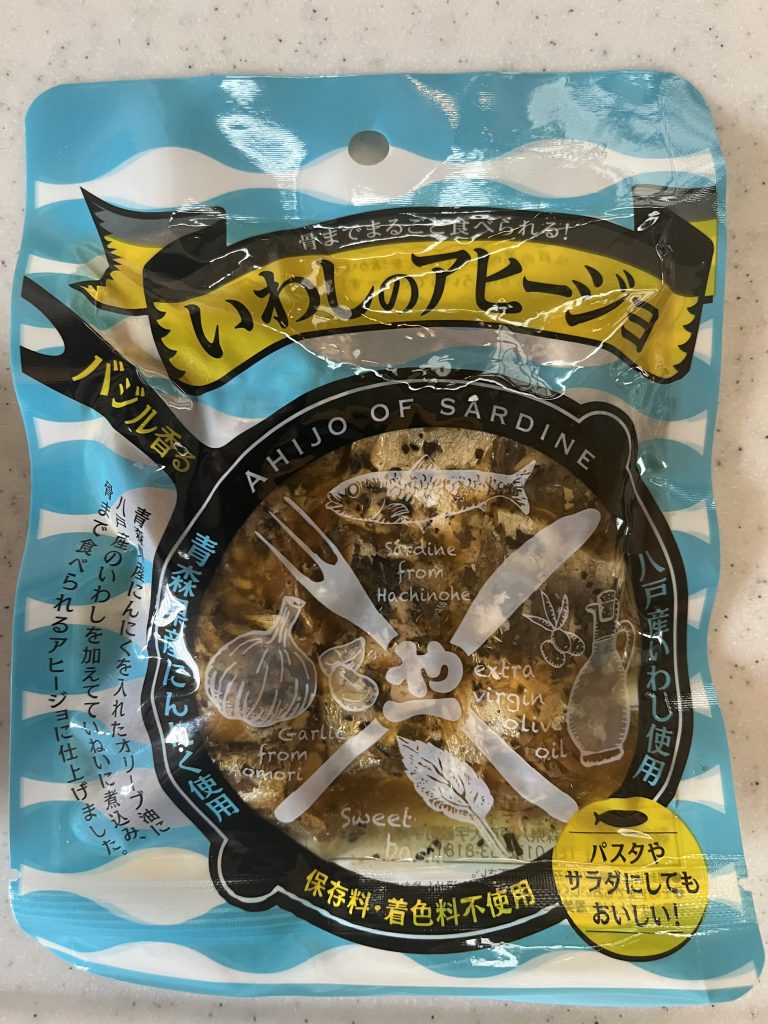 骨までまるごと食べられる!
いわしのアヒージョ
バジル香る
AHIJO OF SARDINE
青森県産にんにく使用
八戸産いわし使用
青森県産にんにくを入れたオリーブ油に
八戸産のいわしを加えてていねいに煮込み、
骨まで食べられるアヒージョに仕上げました。
Sardine
from
Hachinohe
や
extra
virgin
olive
oil
Garlic
from
omori
Sweet
ba
保存料・着色料不使用
パスタや
サラダにしても
おいしい!